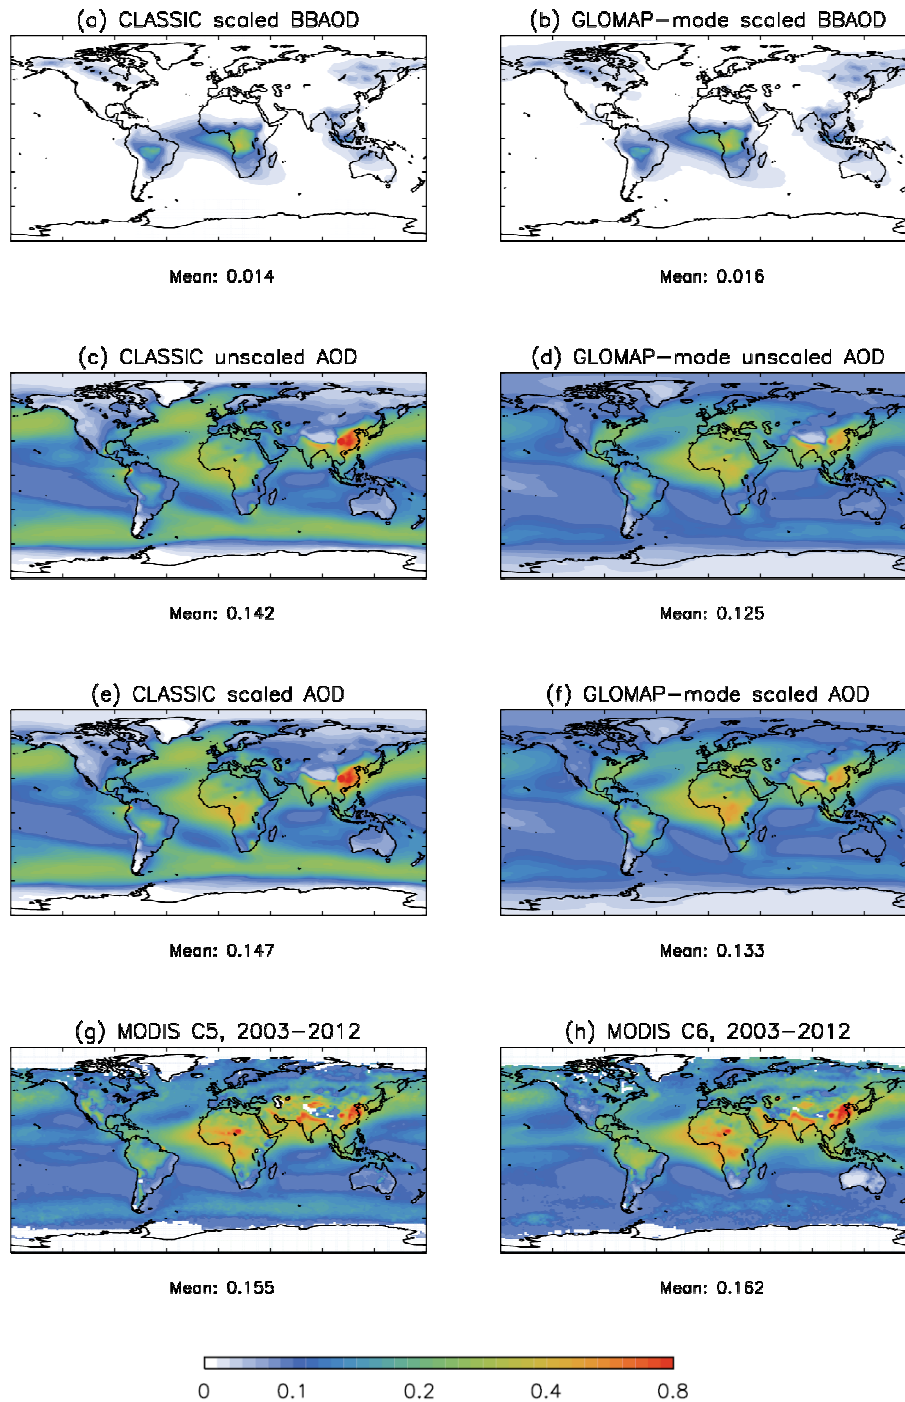 (a) CLASSIC scaled BBAOD
(b) GLOMAP-mode scaled BBAOD
Mean: 0.014
Mean: 0.016
(c) CLASSIC unscaled AOD
(d) GLOMAP-mode unscaled AOD
Mean: 0.142
Mean: 0.125
(e) CLASSIC scaled AOD
(f) GLOMAP-mode scaled AOD
Mean: 0.147
Mean: 0.133
(g) MODIS C5, 2003-2012
(h) MODIS C6, 2003-2012
Mean: 0.155
Mean: 0.162
0 0.1 0.2 0.4 0.8